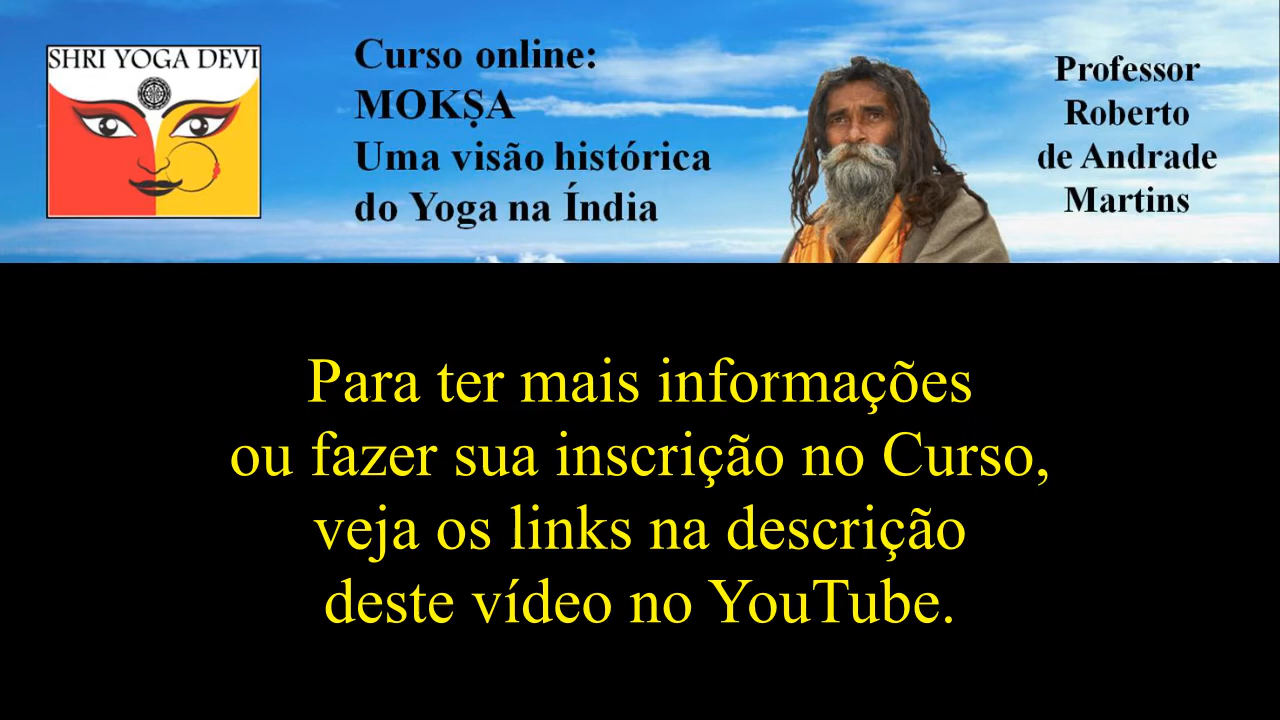 SHRI YOGA DEVI
Curso online:
MOKṢA
Uma visão histórica
do Yoga na Índia
Professor
Roberto
de Andrade
Martins
Para ter mais informações
ou fazer sua inscrição no Curso,
veja os links na descrição
deste vídeo no YouTube.